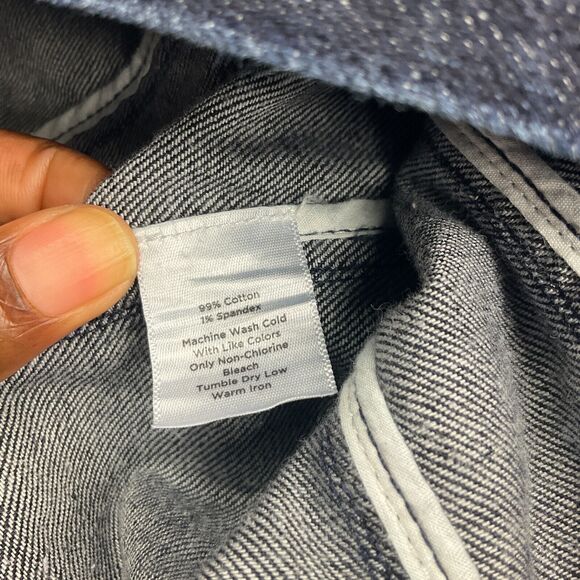 99% Cotton
1% Spandex
Machine Wash Cold
With Like Colors
Only Non-Chlorine
Bleach
Tumble Dry Low
Warm Iron